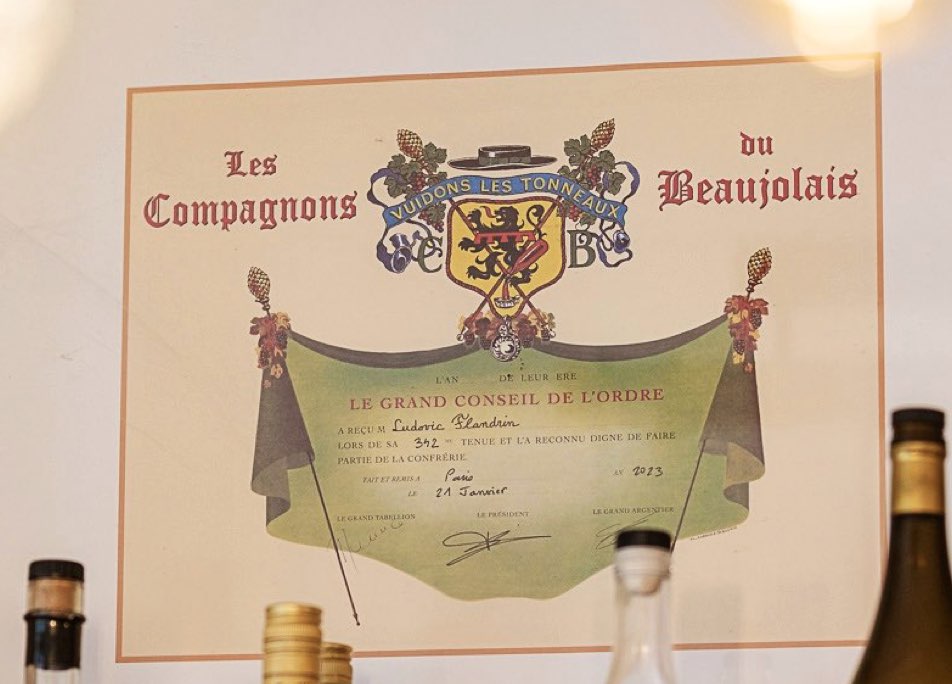 Les
Compagnons
du
Beaujolais
VUIDONS LES TONNEAUX
C B
L'AN DE LEUR ERE
LE GRAND CONSEIL DE L'ORDRE
A REÇU M Ludovic Flandrin
LORS DE SA 342 me TENUE ET L'A RECONNU DIGNE DE FAIRE
PARTIE DE LA CONFRÉRIE.
FAIT ET REMIS A Paris EN 2023
LE 21 Janvier
LE GRAND TABELLION LE PRÉSIDENT LE GRAND ARGENTIER